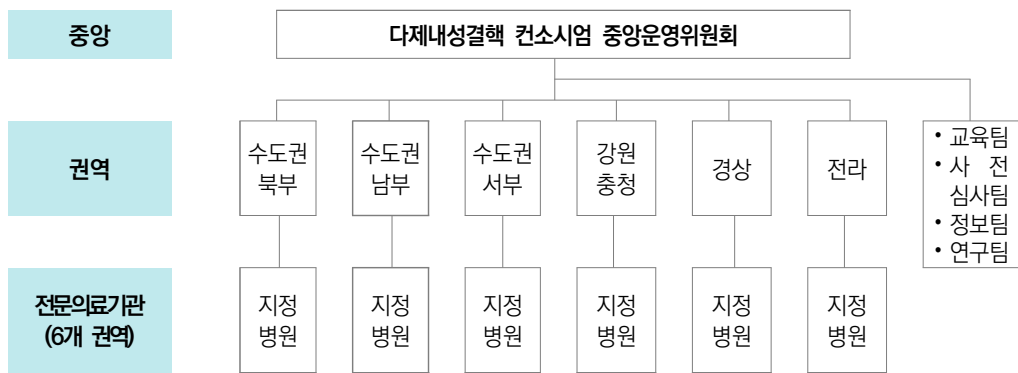 중앙
다제내성결핵 컨소시엄 중앙운영위원회
권역
수도권
북부
수도권
남부
수도권
서부
강원
충청
경상
전라
• 교육팀
• 사 전
심사팀
• 정보팀
• 연구팀
전문의료기관
(6개 권역)
지정
병원
지정
병원
지정
병원
지정
병원
지정
병원
지정
병원